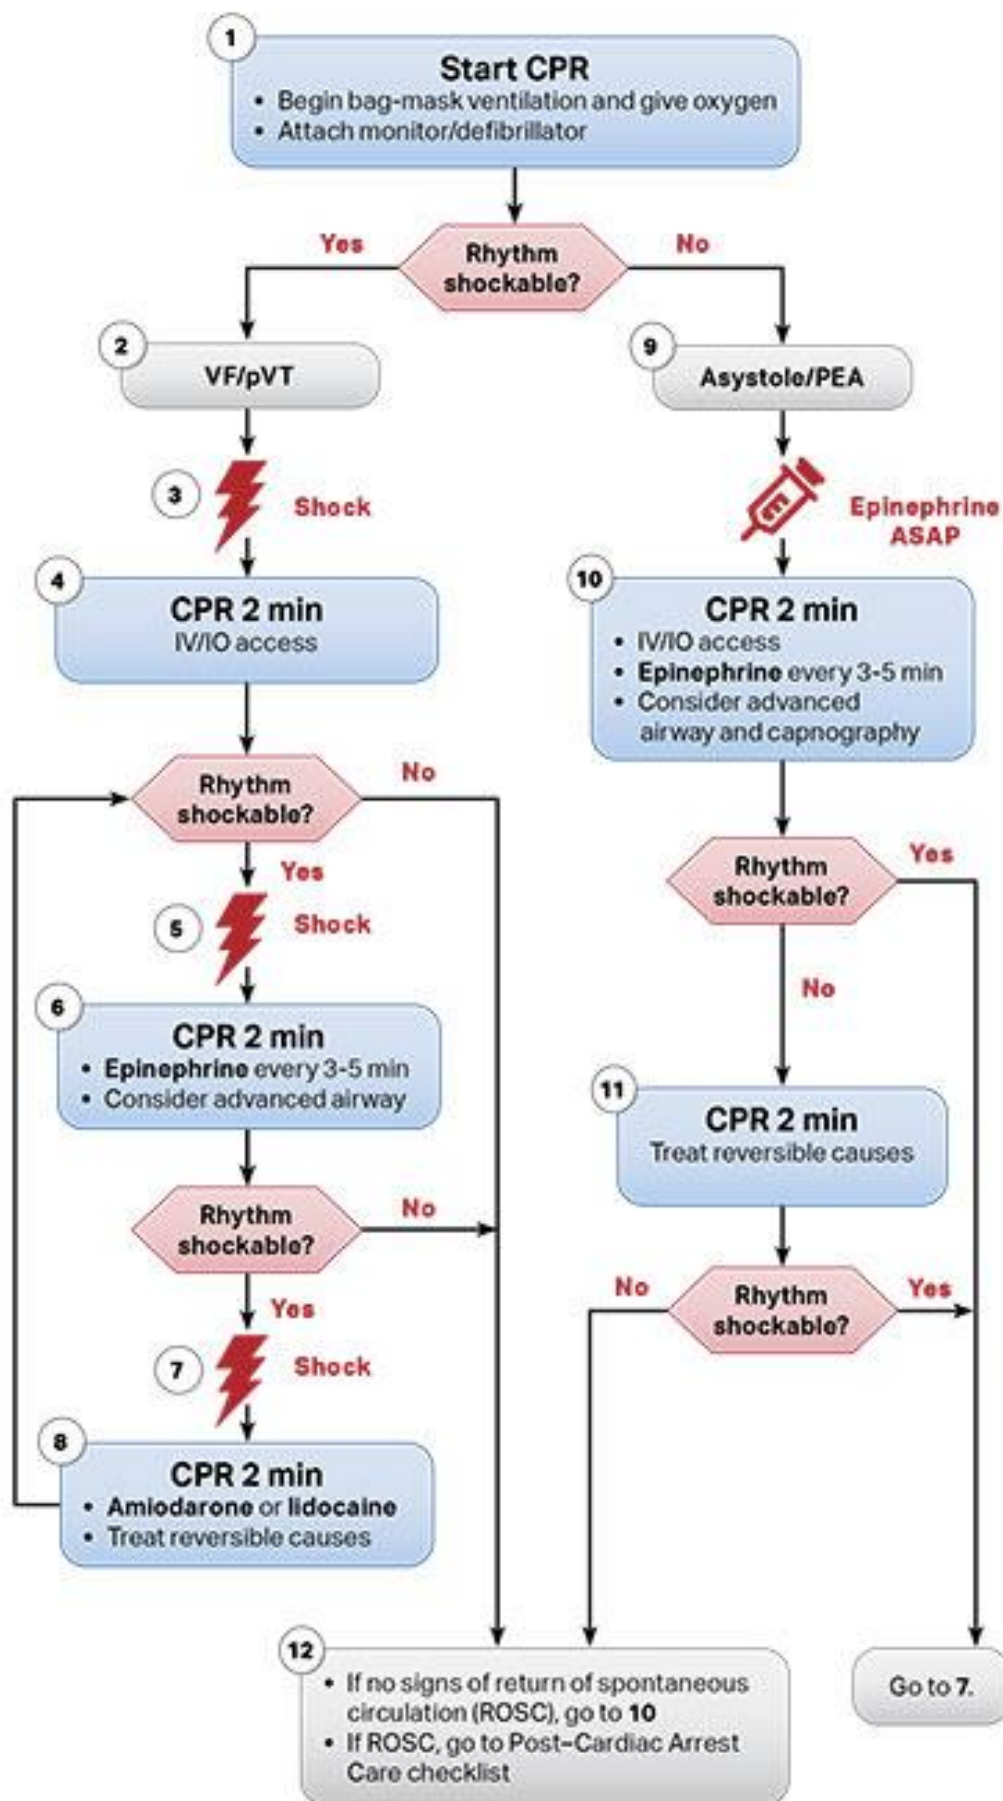 1
Start CPR
• Begin bag-mask ventilation and give oxygen
• Attach monitor/defibrillator
Rhythm
shockable?
Yes
No
2
VF/pVT
3
Shock
4
CPR 2 min
IV/IO access
Rhythm
shockable?
No
Yes
5
Shock
6
CPR 2 min
• Epinephrine every 3-5 min
• Consider advanced airway
Rhythm
shockable?
No
Yes
7
Shock
8
CPR 2 min
• Amiodarone or lidocaine
• Treat reversible causes
9
Asystole/PEA
Epinephrine
ASAP
10
CPR 2 min
• IV/IO access
• Epinephrine every 3-5 min
• Consider advanced
airway and capnography
Rhythm
shockable?
Yes
No
11
CPR 2 min
Treat reversible causes
Rhythm
shockable?
No
Yes
12
• If no signs of return of spontaneous
circulation (ROSC), go to 10
• If ROSC, go to Post–Cardiac Arrest
Care checklist
Go to 7.